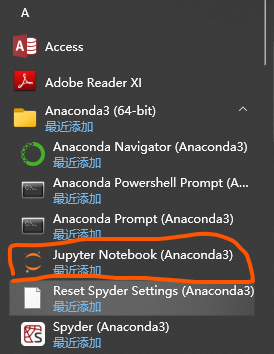 A
Access
Adobe Reader XI
Anaconda3 (64-bit)
最近添加
Anaconda Navigator (Anaconda3)
最近添加
Anaconda Powershell Prompt (A...
最近添加
Anaconda Prompt (Anaconda3)
最近添加
Jupyter Notebook (Anaconda3)
最近添加
Reset Spyder Settings (Anaconda3)
最近添加
Spyder (Anaconda3)
最近添加